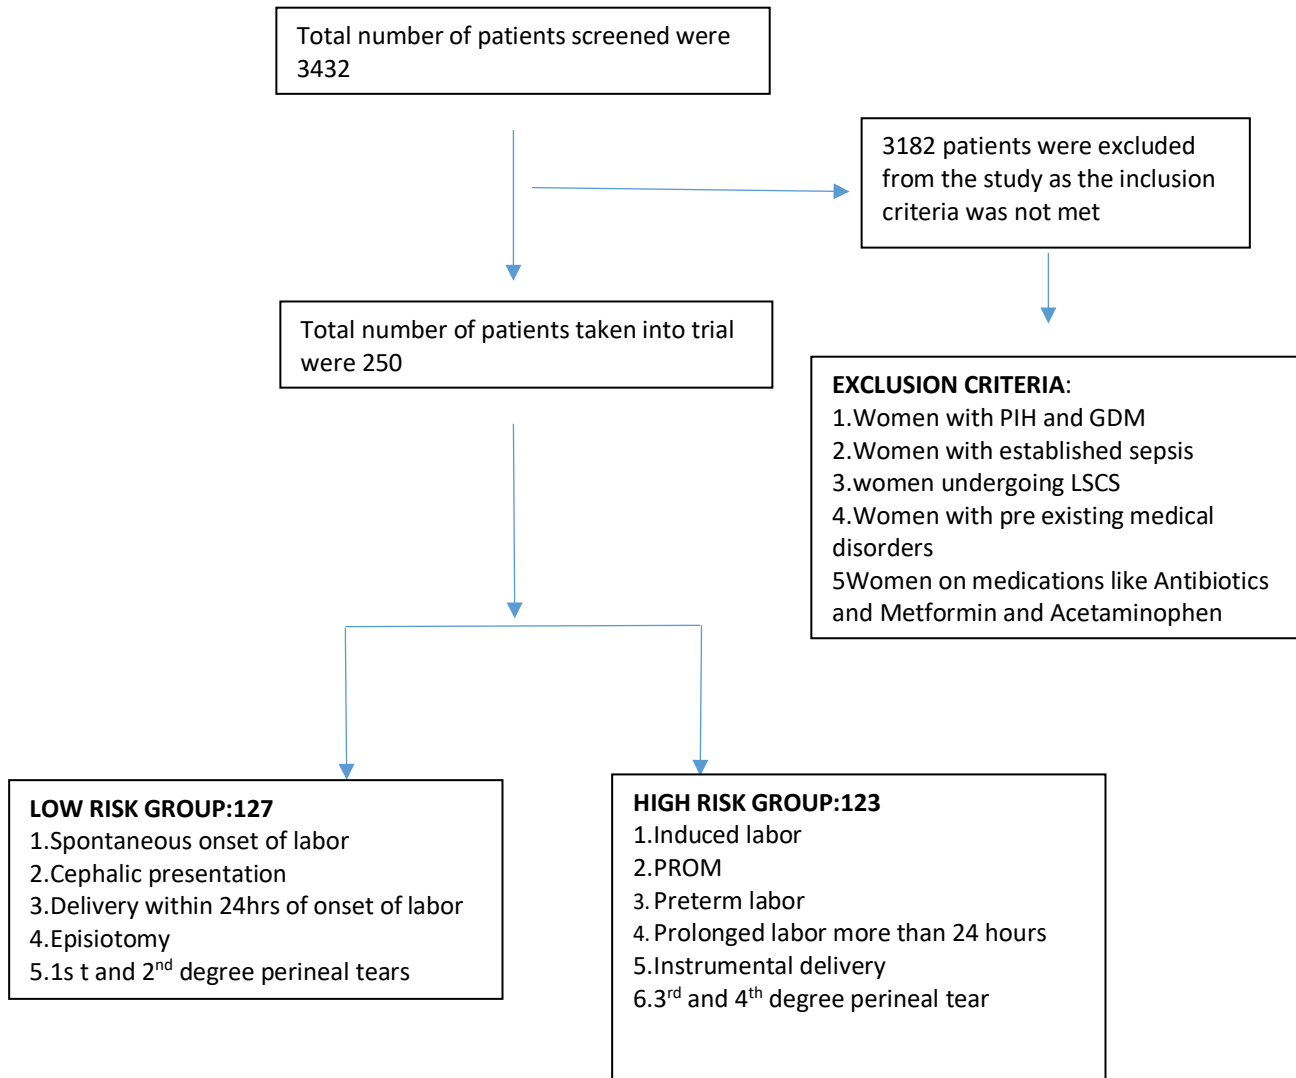 Total number of patients screened were
3432
3182 patients were excluded
from the study as the inclusion
criteria was not met
Total number of patients taken into trial
were 250
EXCLUSION CRITERIA:
1.Women with PIH and GDM
2.Women with established sepsis
3.women undergoing LSCS
4.Women with pre existing medical
disorders
5Women on medications like Antibiotics
and Metformin and Acetaminophen
LOW RISK GROUP:127
1.Spontaneous onset of labor
2.Cephalic presentation
3.Delivery within 24hrs of onset of labor
4.Episiotomy
5.1s t and 2nd degree perineal tears
HIGH RISK GROUP:123
1.Induced labor
2.PROM
3. Preterm labor
4. Prolonged labor more than 24 hours
5.Instrumental delivery
6.3rd and 4th degree perineal tear